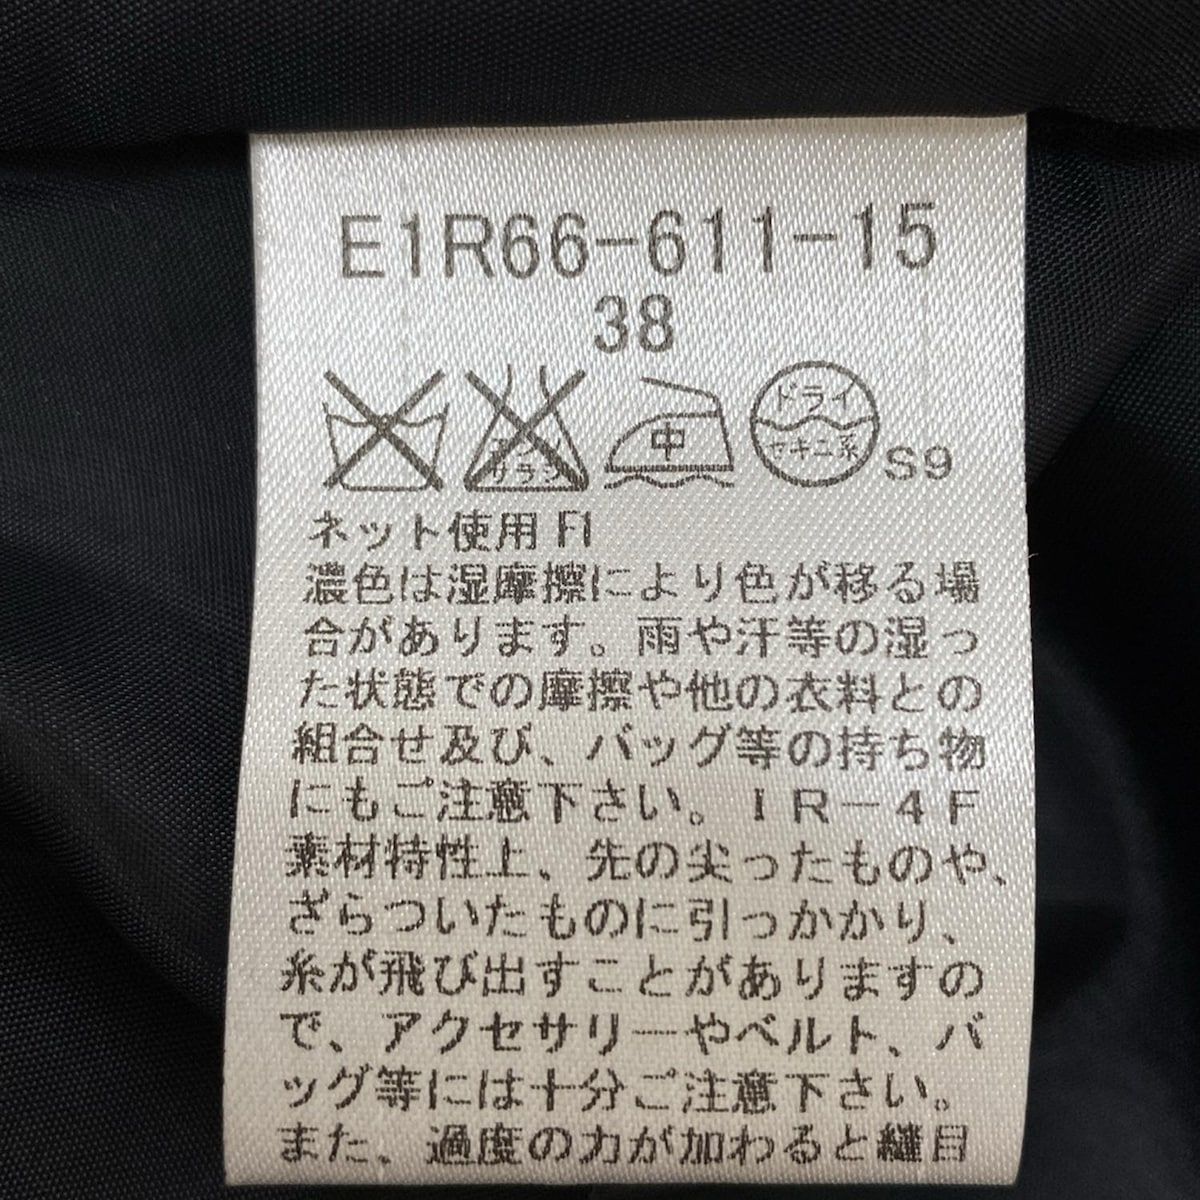 E1R66-611-15
38
エンソ
サラシ
中
ドライ
セキユ系
S9
ネット使用 FI
濃色は湿摩擦により色が移る場
合があります。雨や汗等の湿っ
た状態での摩擦や他の衣料との
組合せ及び、バッグ等の持ち物
にもご注意下さい。IR-4F
素材特性上、先の尖ったものや、
ざらついたものに引っかかり、
糸が飛び出すことがありますの
で、アクセサリーやベルト、バ
ッグ等には十分ご注意下さい。
また、過度の力が加わると縫目